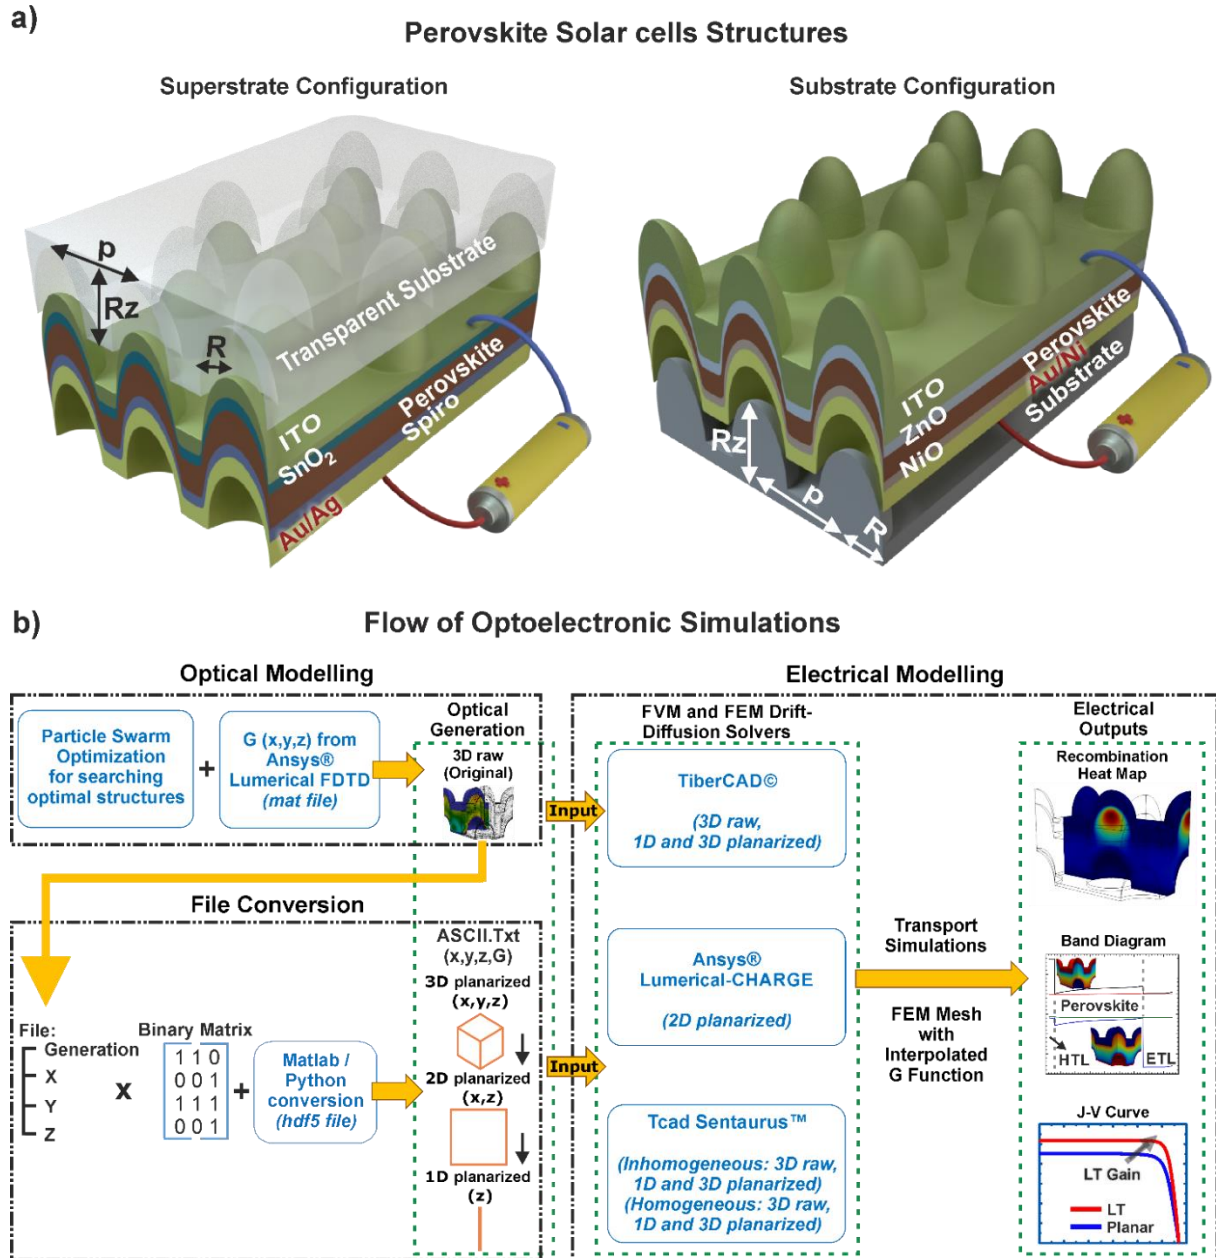 a)
Perovskite Solar cells Structures
Superstrate Configuration
Substrate Configuration
p
Rz
R
Transparent Substrate
ITO
SnO2
Perovskite
Spiro
Au/Ag
Perovskite
Au/Ni
Substrate
ITO
ZnO
NiO
Rz
p
R
b)
Flow of Optoelectronic Simulations
Optical Modelling
Electrical Modelling
Particle Swarm
Optimization
for searching
optimal structures
+
G (x,y,z) from
Ansys®
Lumerical FDTD
(mat file)
Optical
Generation
3D raw
(Original)
Input
FVM and FEM Drift-
Diffusion Solvers
TiberCAD©
(3D raw,
1D and 3D planarized)
Ansys®
Lumerical-CHARGE
(2D planarized)
Tcad Sentaurus™
(Inhomogeneous: 3D raw,
1D and 3D planarized)
(Homogeneous: 3D raw,
1D and 3D planarized)
Transport
Simulations
FEM Mesh
with
Interpolated
G Function
Electrical
Outputs
Recombination
Heat Map
Band Diagram
Perovskite
HTL
ETL
J-V Curve
LT Gain
LT
Planar
File Conversion
File:
Generation
X
Y
Z
x
Binary Matrix
1 1 0
0 0 1
1 1 1
0 0 1
+
Matlab /
Python
conversion
(hdf5 file)
ASCII.Txt
(x,y,z,G)
3D planarized
(x,y,z)
2D planarized
(x,z)
1D planarized
(z)
Input